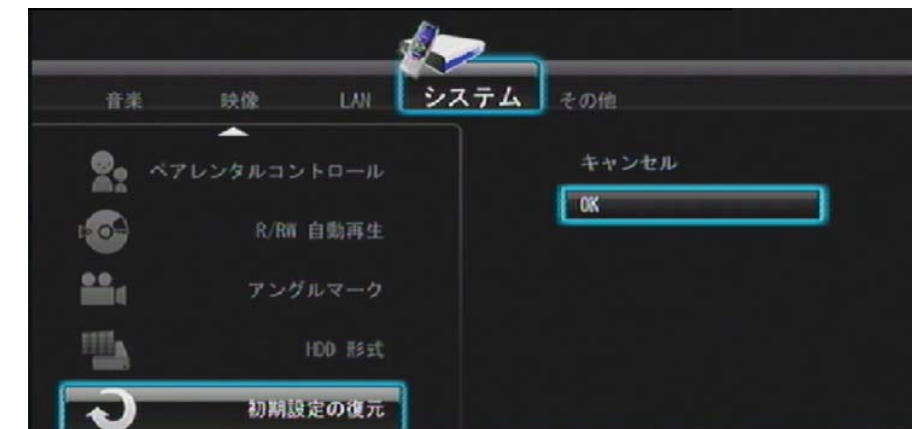 音楽 映像 LAN システム その他
ペアレンタルコントロール
R/RW 自動再生
アングルマーク
HDD 形式
初期設定の復元
キャンセル
OK